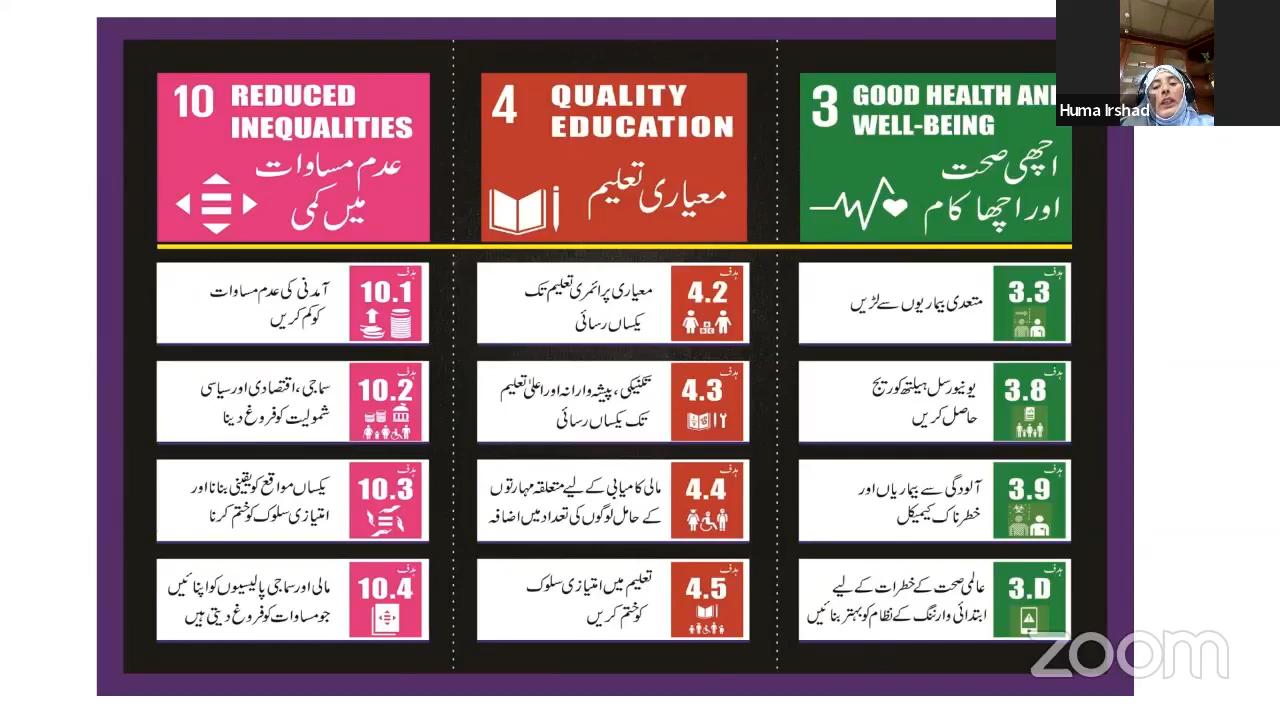 10 REDUCED
INEQUALITIES
عدم مساوات
میں کمی
4 QUALITY
EDUCATION
معیاری تعلیم
3 GOOD HEALTH AN
WELL-BEING
اچھی صحت
اور اچھا کام
Huma Irshad
ہدف
10.1
آمدنی کی عدم مساوات
کو کم کریں
ہدف
10.2
سماجی، اقتصادی اور سیاسی
شمولیت کو فروغ دینا
ہدف
10.3
یکساں مواقع کو یقینی بنانا اور
امتیازی سلوک کو ختم کرنا
ہدف
10.4
مالی اور سماجی پالیسیوں کو اپنائیں
جو مساوات کو فروغ دیتی ہیں
ہدف
4.2
معیاری پرائمری تعلیم تک
یکساں رسائی
ہدف
4.3
تکنیکی، پیشہ وارانہ اور اعلیٰ تعلیم
تک یکساں رسائی
ہدف
4.4
مالی کامیابی کے لیے متعلقہ مہارتوں
کے حامل لوگوں کی تعداد میں اضافہ
ہدف
4.5
تعلیم میں امتیازی سلوک
کو ختم کریں
ہدف
3.3
متعدی بیماریوں سے لڑیں
ہدف
3.8
یونیورسل ہیلتھ کوریج
حاصل کریں
ہدف
3.9
آلودگی سے بیماریاں اور
خطرناک کیمیکل
ہدف
3.D
عالمی صحت کے خطرات کے لیے
ابتدائی وارننگ کے نظام کو بہتر بنائیں
zoom